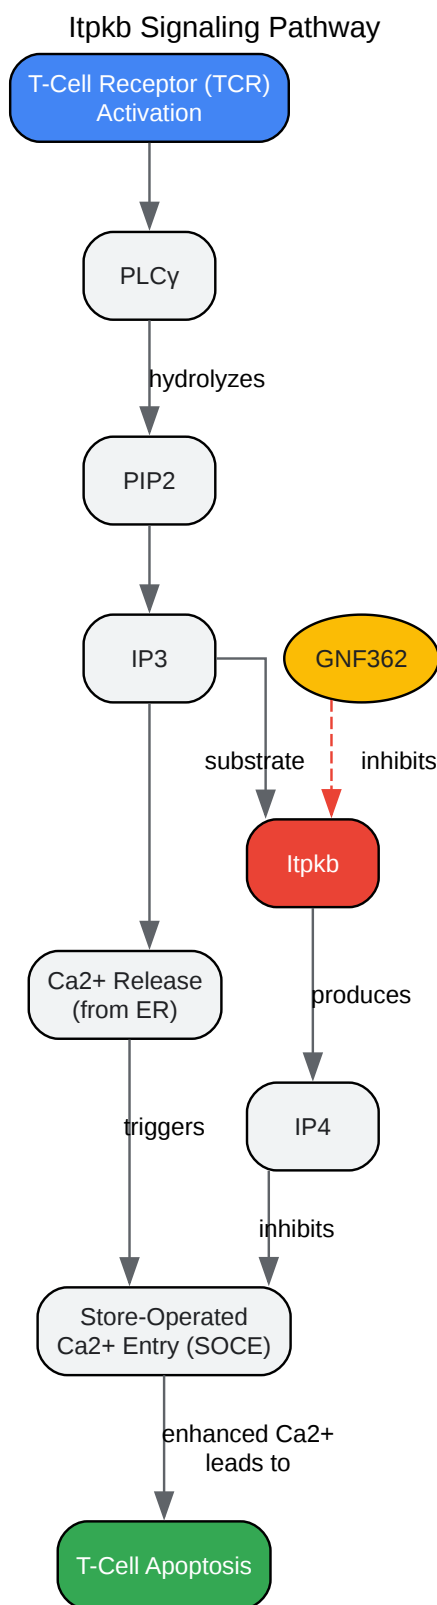 Itpkb Signaling Pathway
T-Cell Receptor (TCR)
Activation
PLCγ
hydrolyzes
PIP2
IP3
GNF362
substrate
inhibits
Itpkb
Ca2+ Release
(from ER)
produces
triggers
IP4
inhibits
Store-Operated
Ca2+ Entry (SOCE)
enhanced Ca2+
leads to
T-Cell Apoptosis